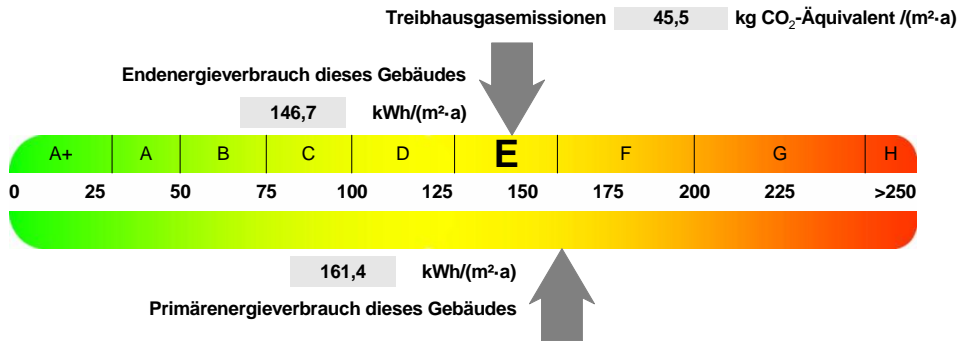 Treibhausgasemissionen 45,5 kg CO₂-Äquivalent /(m²·a)
Endenergieverbrauch dieses Gebäudes
146,7 kWh/(m²·a)
A+ A B C D E F G H
0 25 50 75 100 125 150 175 200 225 >250
161,4 kWh/(m²·a)
Primärenergieverbrauch dieses Gebäudes